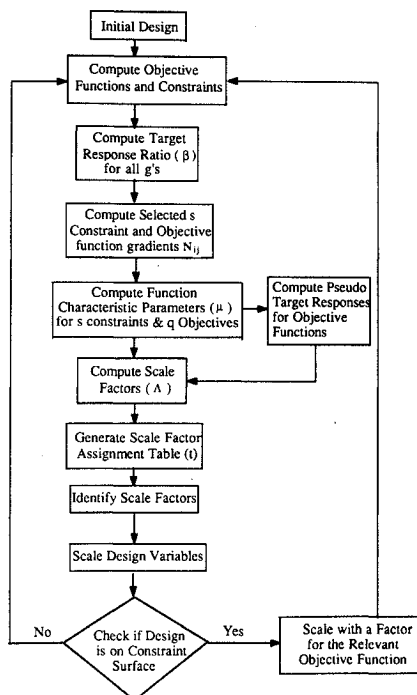 Initial Design
Compute Objective
Functions and Constraints
Compute Target
Response Ratio (β)
for all g's
Compute Selected s
Constraint and Objective
function gradients Nij
Compute Function
Characteristic Parameters (μ)
for s constraints & q Objectives
Compute Pseudo
Target Responses
for Objective
Functions
Compute Scale
Factors (Λ)
Generate Scale Factor
Assignment Table (t)
Identify Scale Factors
Scale Design Variables
No
Check if Design
is on Constraint
Surface
Yes
Scale with a Factor
for the Relevant
Objective Function